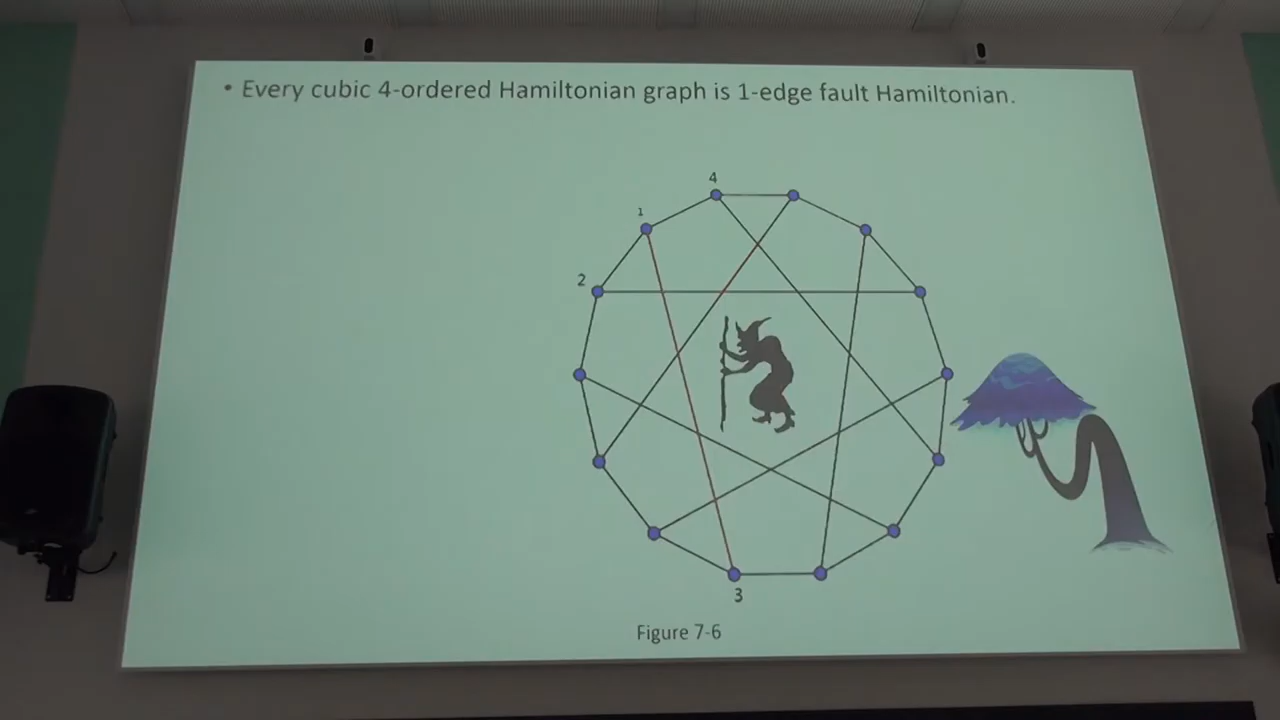 • Every cubic 4-ordered Hamiltonian graph is 1-edge fault Hamiltonian.
4
1
2
3
Figure 7-6